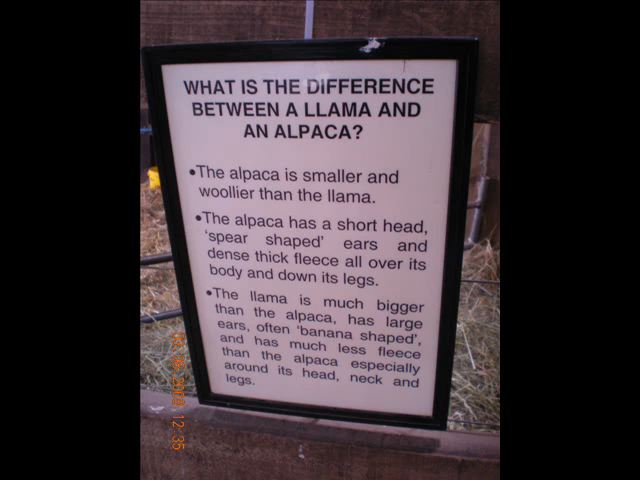 WHAT IS THE DIFFERENCE
BETWEEN A LLAMA AND
AN ALPACA?
•The alpaca is smaller and
woollier than the llama.
•The alpaca has a short head,
‘spear shaped’ ears and
dense thick fleece all over its
body and down its legs.
•The llama is much bigger
than the alpaca, has large
ears, often ‘banana shaped’,
and has much less fleece
than the alpaca especially
around its head, neck and
legs.
12:35